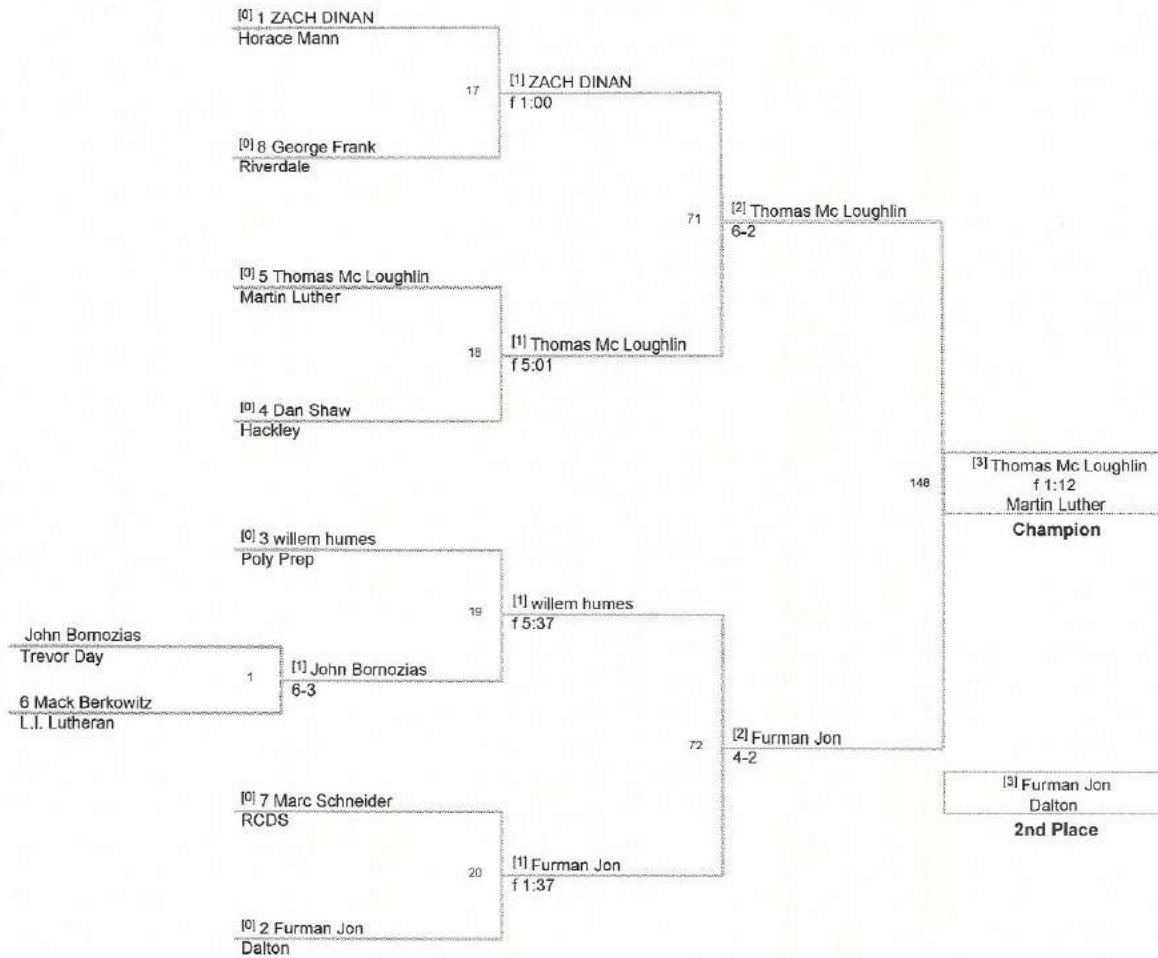 [0] 1 ZACH DINAN
Horace Mann
17
[1] ZACH DINAN
f 1:00
[0] 8 George Frank
Riverdale
71
[2] Thomas Mc Loughlin
6-2
[0] 5 Thomas Mc Loughlin
Martin Luther
18
[1] Thomas Mc Loughlin
f 5:01
[0] 4 Dan Shaw
Hackley
148
[3] Thomas Mc Loughlin
f 1:12
Martin Luther
Champion
[0] 3 willem humes
Poly Prep
19
[1] willem humes
f 5:37
John Bornozias
Trevor Day
1
[1] John Bornozias
6-3
6 Mack Berkowitz
L.I. Lutheran
72
[2] Furman Jon
4-2
[0] 7 Marc Schneider
RCDS
20
[1] Furman Jon
f 1:37
[0] 2 Furman Jon
Dalton
[3] Furman Jon
Dalton
2nd Place